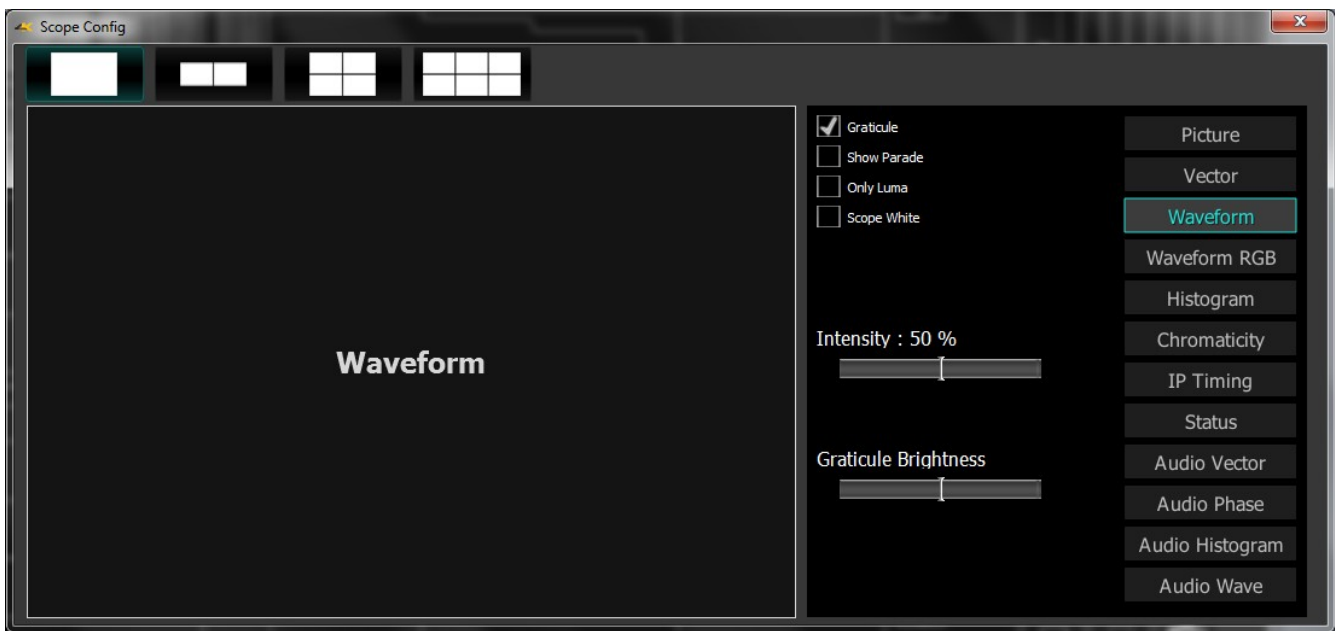 Scope Config
Graticule
Show Parade
Only Luma
Scope White
Intensity : 50 %
Graticule Brightness
Waveform
Picture
Vector
Waveform
Waveform RGB
Histogram
Chromaticity
IP Timing
Status
Audio Vector
Audio Phase
Audio Histogram
Audio Wave